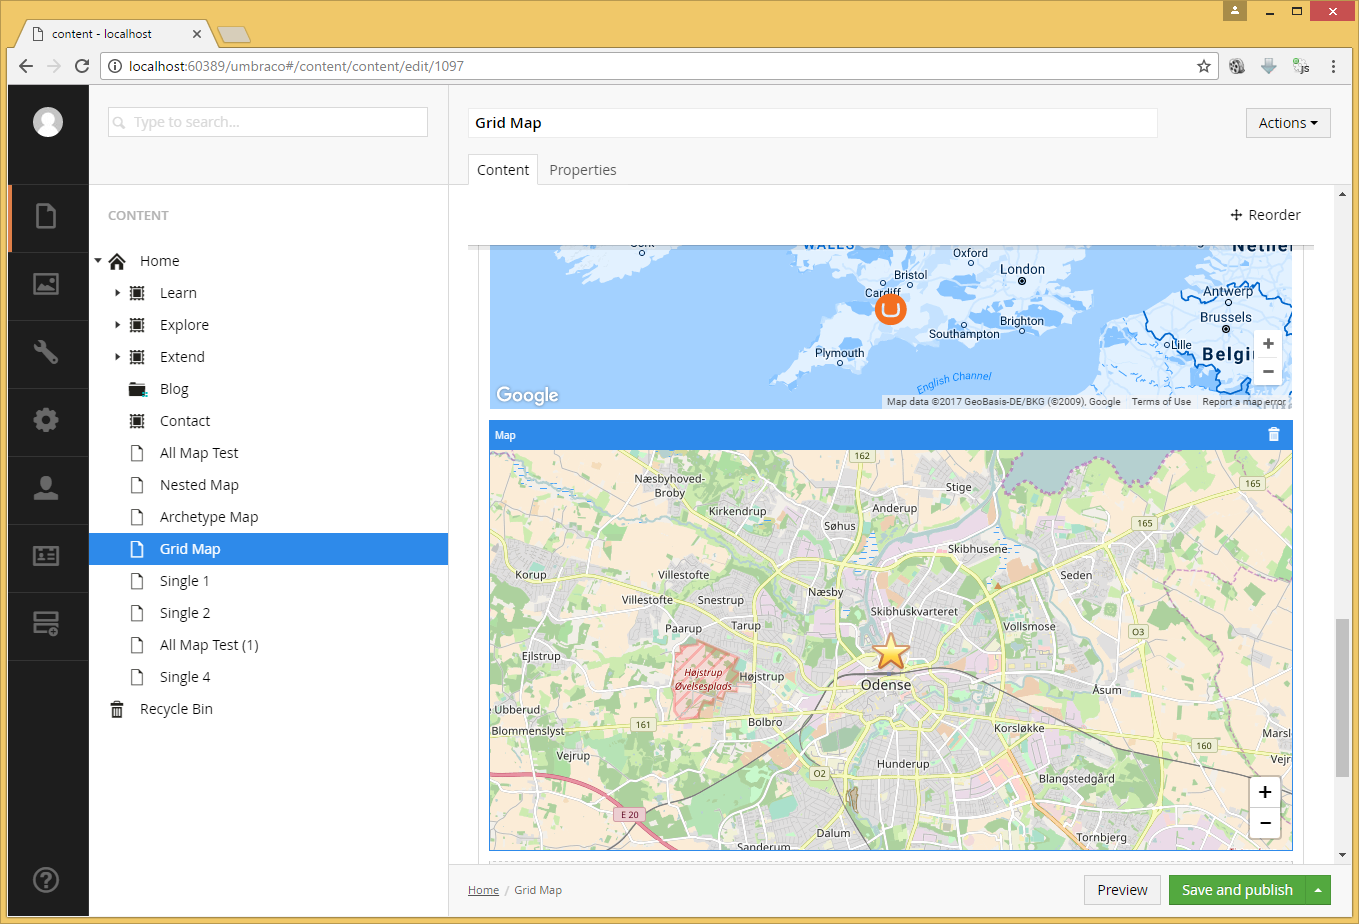 content - localhost
localhost:60389/umbraco#/content/content/edit/1097
JS
Type to search...
Grid Map
Actions
Content
Properties
CONTENT
Reorder
Home
Learn
Explore
Extend
Blog
Contact
All Map Test
Nested Map
Archetype Map
Grid Map
Single 1
Single 2
All Map Test (1)
Single 4
Recycle Bin
WALES
Oxford
London
Bristol
Cardiff
Antwerp
Brussels
Brighton
Southampton
Lille
Plymouth
English Channel
Google
Map data ©2017 GeoBasis-DE/BKG (©2009), Google
Terms of Use
Report a map error
Map
162
Næsbyhoved-
Broby
Stige
165
Kirkendrup
Anderup
Søhus
165
Skibhusene
Korup
Villestofte
Seden
Næsby
Villestofte
Snestrup
Skibhuskvarteret
Paarup
Tarup
Vollsmose
O3
Ejlstrup
Højstrup
Øvelsesplads
Højstrup
Odense
Åsum
Ubberud
161
Bolbro
Blommenslyst
Korsløkke
160
Vejrup
Hunderup
O2
Blangstedgård
E 20
Dalum
Tornbjerg
Sanderum
Home / Grid Map
Preview
Save and publish